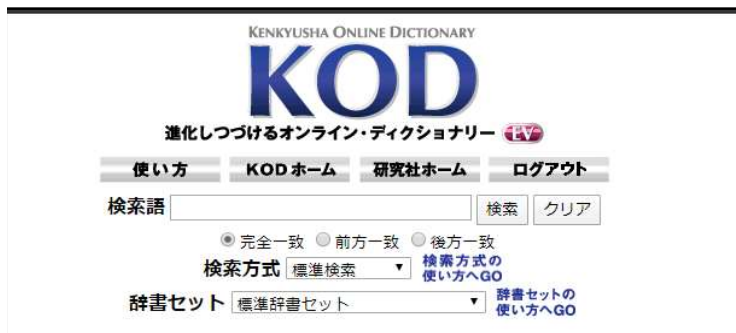 KENKYUSHA ONLINE DICTIONARY
KOD
進化しつづけるオンライン・ディクショナリー EV
使い方 KODホーム 研究社ホーム ログアウト
検索語 検索 クリア
完全一致 前方一致 後方一致
検索方式 標準検索 検索方式の
使い方へGO
辞書セット 標準辞書セット 辞書セットの
使い方へGO